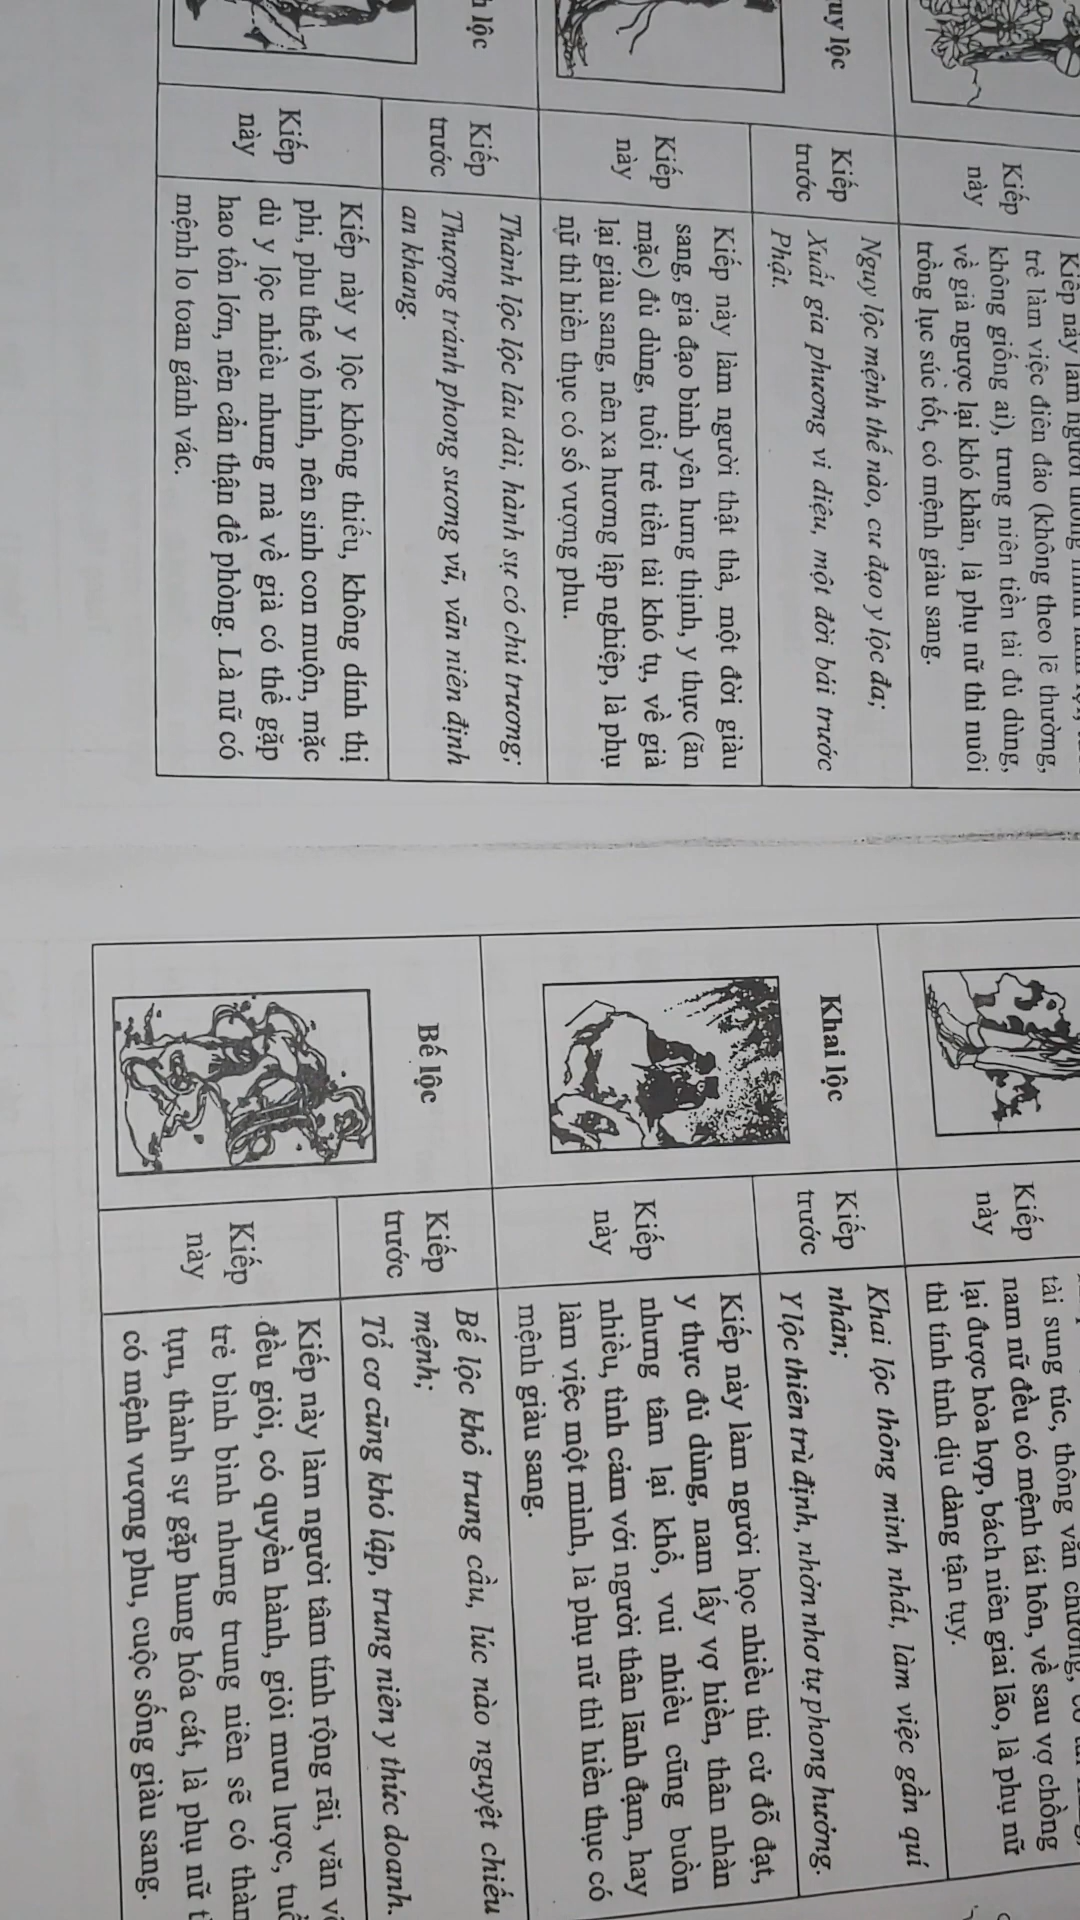 Kiếp
này
trẻ làm việc điên đảo (không theo lẽ thường,
không giống ai), trung niên tiền tài đủ dùng,
về già ngược lại khó khăn, là phụ nữ thì nuôi
trồng lục súc tốt, có mệnh giàu sang.
uy lộc
Kiếp
trước
Nguy lộc mệnh thế nào, cư đạo y lộc đa;
Xuất gia phương vi diệu, một đời bái trước
Phật.
Kiếp
này
Kiếp này làm người thật thà, một đời giàu
sang, gia đạo bình yên hưng thịnh, y thực (ăn
mặc) đủ dùng, tuổi trẻ tiền tài khó tụ, về già
lại giàu sang, nên xa hương lập nghiệp, là phụ
nữ thì hiền thục có số vượng phu.
h lộc
Kiếp
trước
Thành lộc lộc lâu dài, hành sự có chủ trương;
Thượng tránh phong sương vũ, vãn niên định
an khang.
Kiếp
này
Kiếp này y lộc không thiếu, không dính thị
phi, phu thê vô hình, nên sinh con muộn, mặc
dù y lộc nhiều nhưng mà về già có thể gặp
hao tổn lớn, nên cẩn thận đề phòng. Là nữ có
mệnh lo toan gánh vác.
Kiếp
này
tài sung túc, thông văn chương,
nam nữ đều có mệnh tái hôn, về sau vợ chồng
lại được hòa hợp, bách niên giai lão, là phụ nữ
thì tính tình dịu dàng tận tụy.
Khai lộc
Kiếp
trước
Khai lộc thông minh nhất, làm việc gần quí
nhân;
Y lộc thiên trù định, nhởn nhơ tự phong hưởng.
Kiếp
này
Kiếp này làm người học nhiều thi cử đỗ đạt,
y thực đủ dùng, nam lấy vợ hiền, thân nhàn
nhưng tâm lại khổ, vui nhiều cũng buồn
nhiều, tình cảm với người thân lãnh đạm, hay
làm việc một mình, là phụ nữ thì hiền thục có
mệnh giàu sang.
Bế lộc
Kiếp
trước
Bế lộc khổ trung cầu, lúc nào nguyệt chiếu
mệnh;
Tổ cơ cũng khó lập, trung niên y thức doanh.
Kiếp
này
Kiếp này làm người tâm tính rộng rãi, văn v
đều giỏi, có quyền hành, giỏi mưu lược, tuổ
trẻ bình bình nhưng trung niên sẽ có thàn
tựu, thành sự gặp hung hóa cát, là phụ nữ t
có mệnh vượng phu, cuộc sống giàu sang.